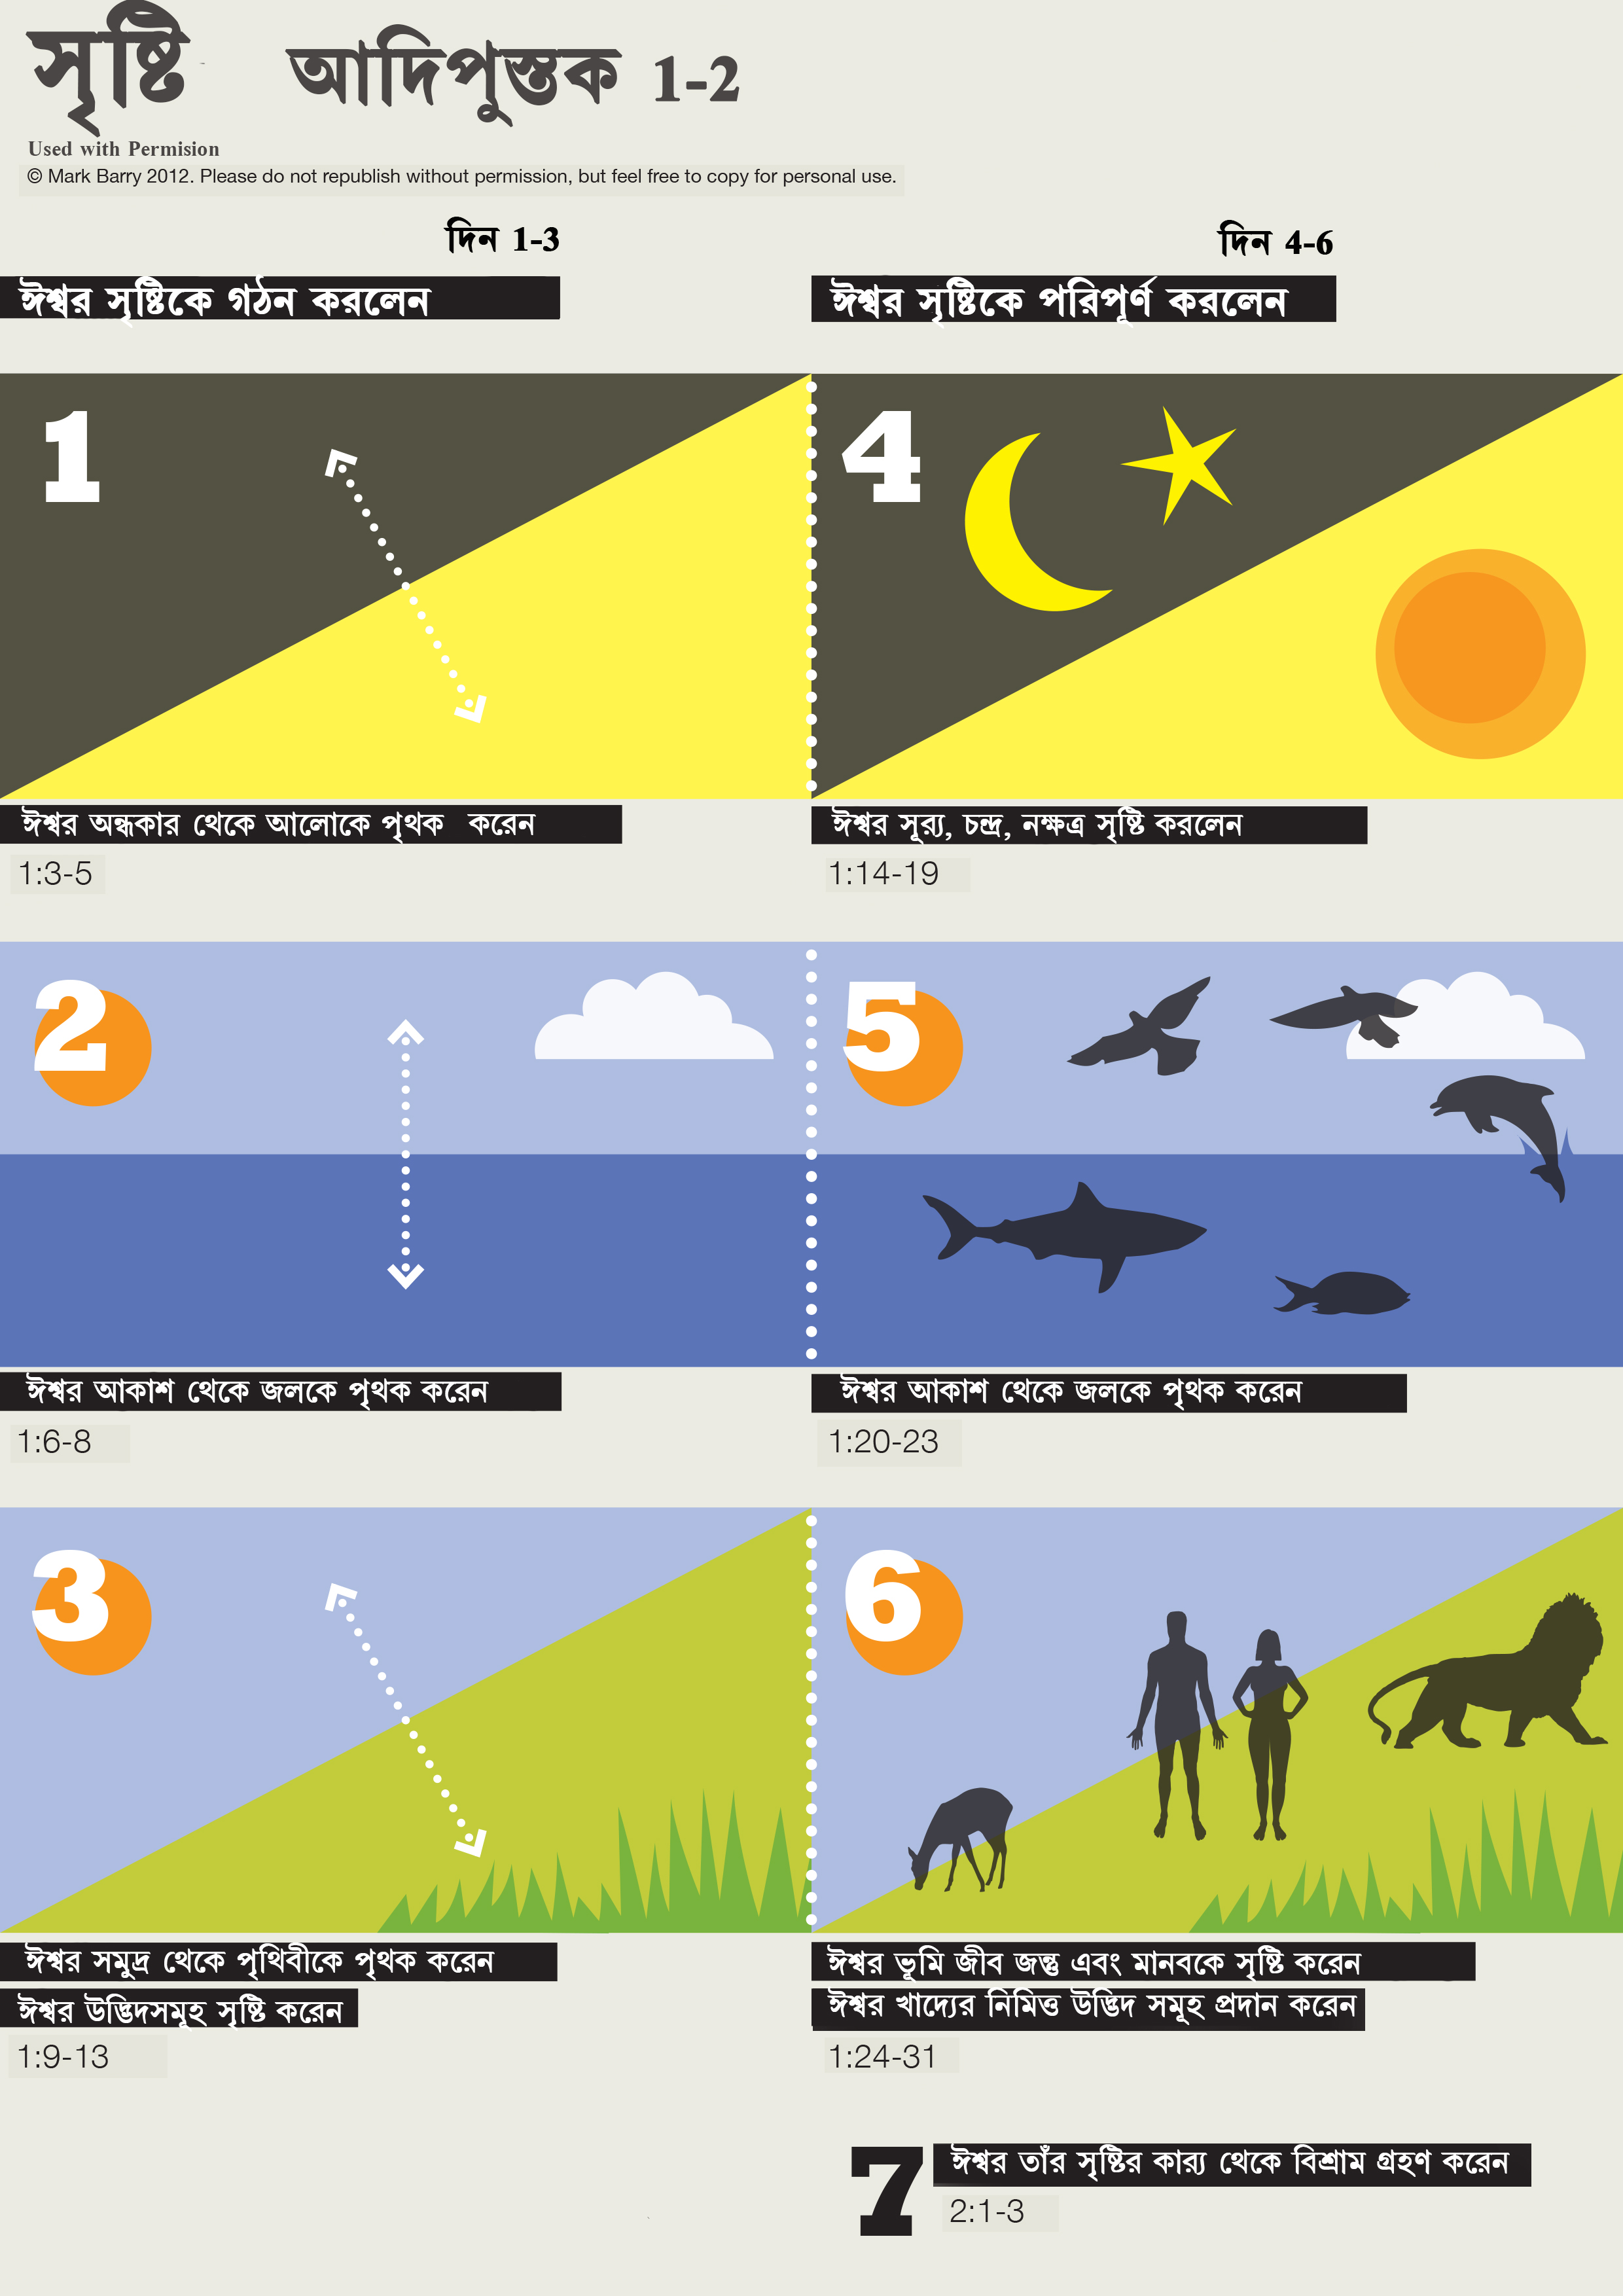 সৃষ্টি আদিপুস্তক 1-2
Used with Permision
© Mark Barry 2012. Please do not republish without permission, but feel free to copy for personal use.
দিন 1-3
ঈশ্বর সৃষ্টিকে গঠন করলেন
দিন 4-6
ঈশ্বর সৃষ্টিকে পরিপূর্ণ করলেন
1
ঈশ্বর অন্ধকার থেকে আলোকে পৃথক করেন
1:3-5
4
ঈশ্বর সূর‍্য, চন্দ্র, নক্ষত্র সৃষ্টি করলেন
1:14-19
2
ঈশ্বর আকাশ থেকে জলকে পৃথক করেন
1:6-8
5
ঈশ্বর আকাশ থেকে জলকে পৃথক করেন
1:20-23
3
ঈশ্বর সমুদ্র থেকে পৃথিবীকে পৃথক করেন
ঈশ্বর উদ্ভিদসমূহ সৃষ্টি করেন
1:9-13
6
ঈশ্বর ভূমি জীব জন্তু এবং মানবকে সৃষ্টি করেন
ঈশ্বর খাদ্যের নিমিত্ত উদ্ভিদ সমূহ প্রদান করেন
1:24-31
7
ঈশ্বর তাঁর সৃষ্টির কার‍্য থেকে বিশ্রাম গ্রহণ করেন
2:1-3